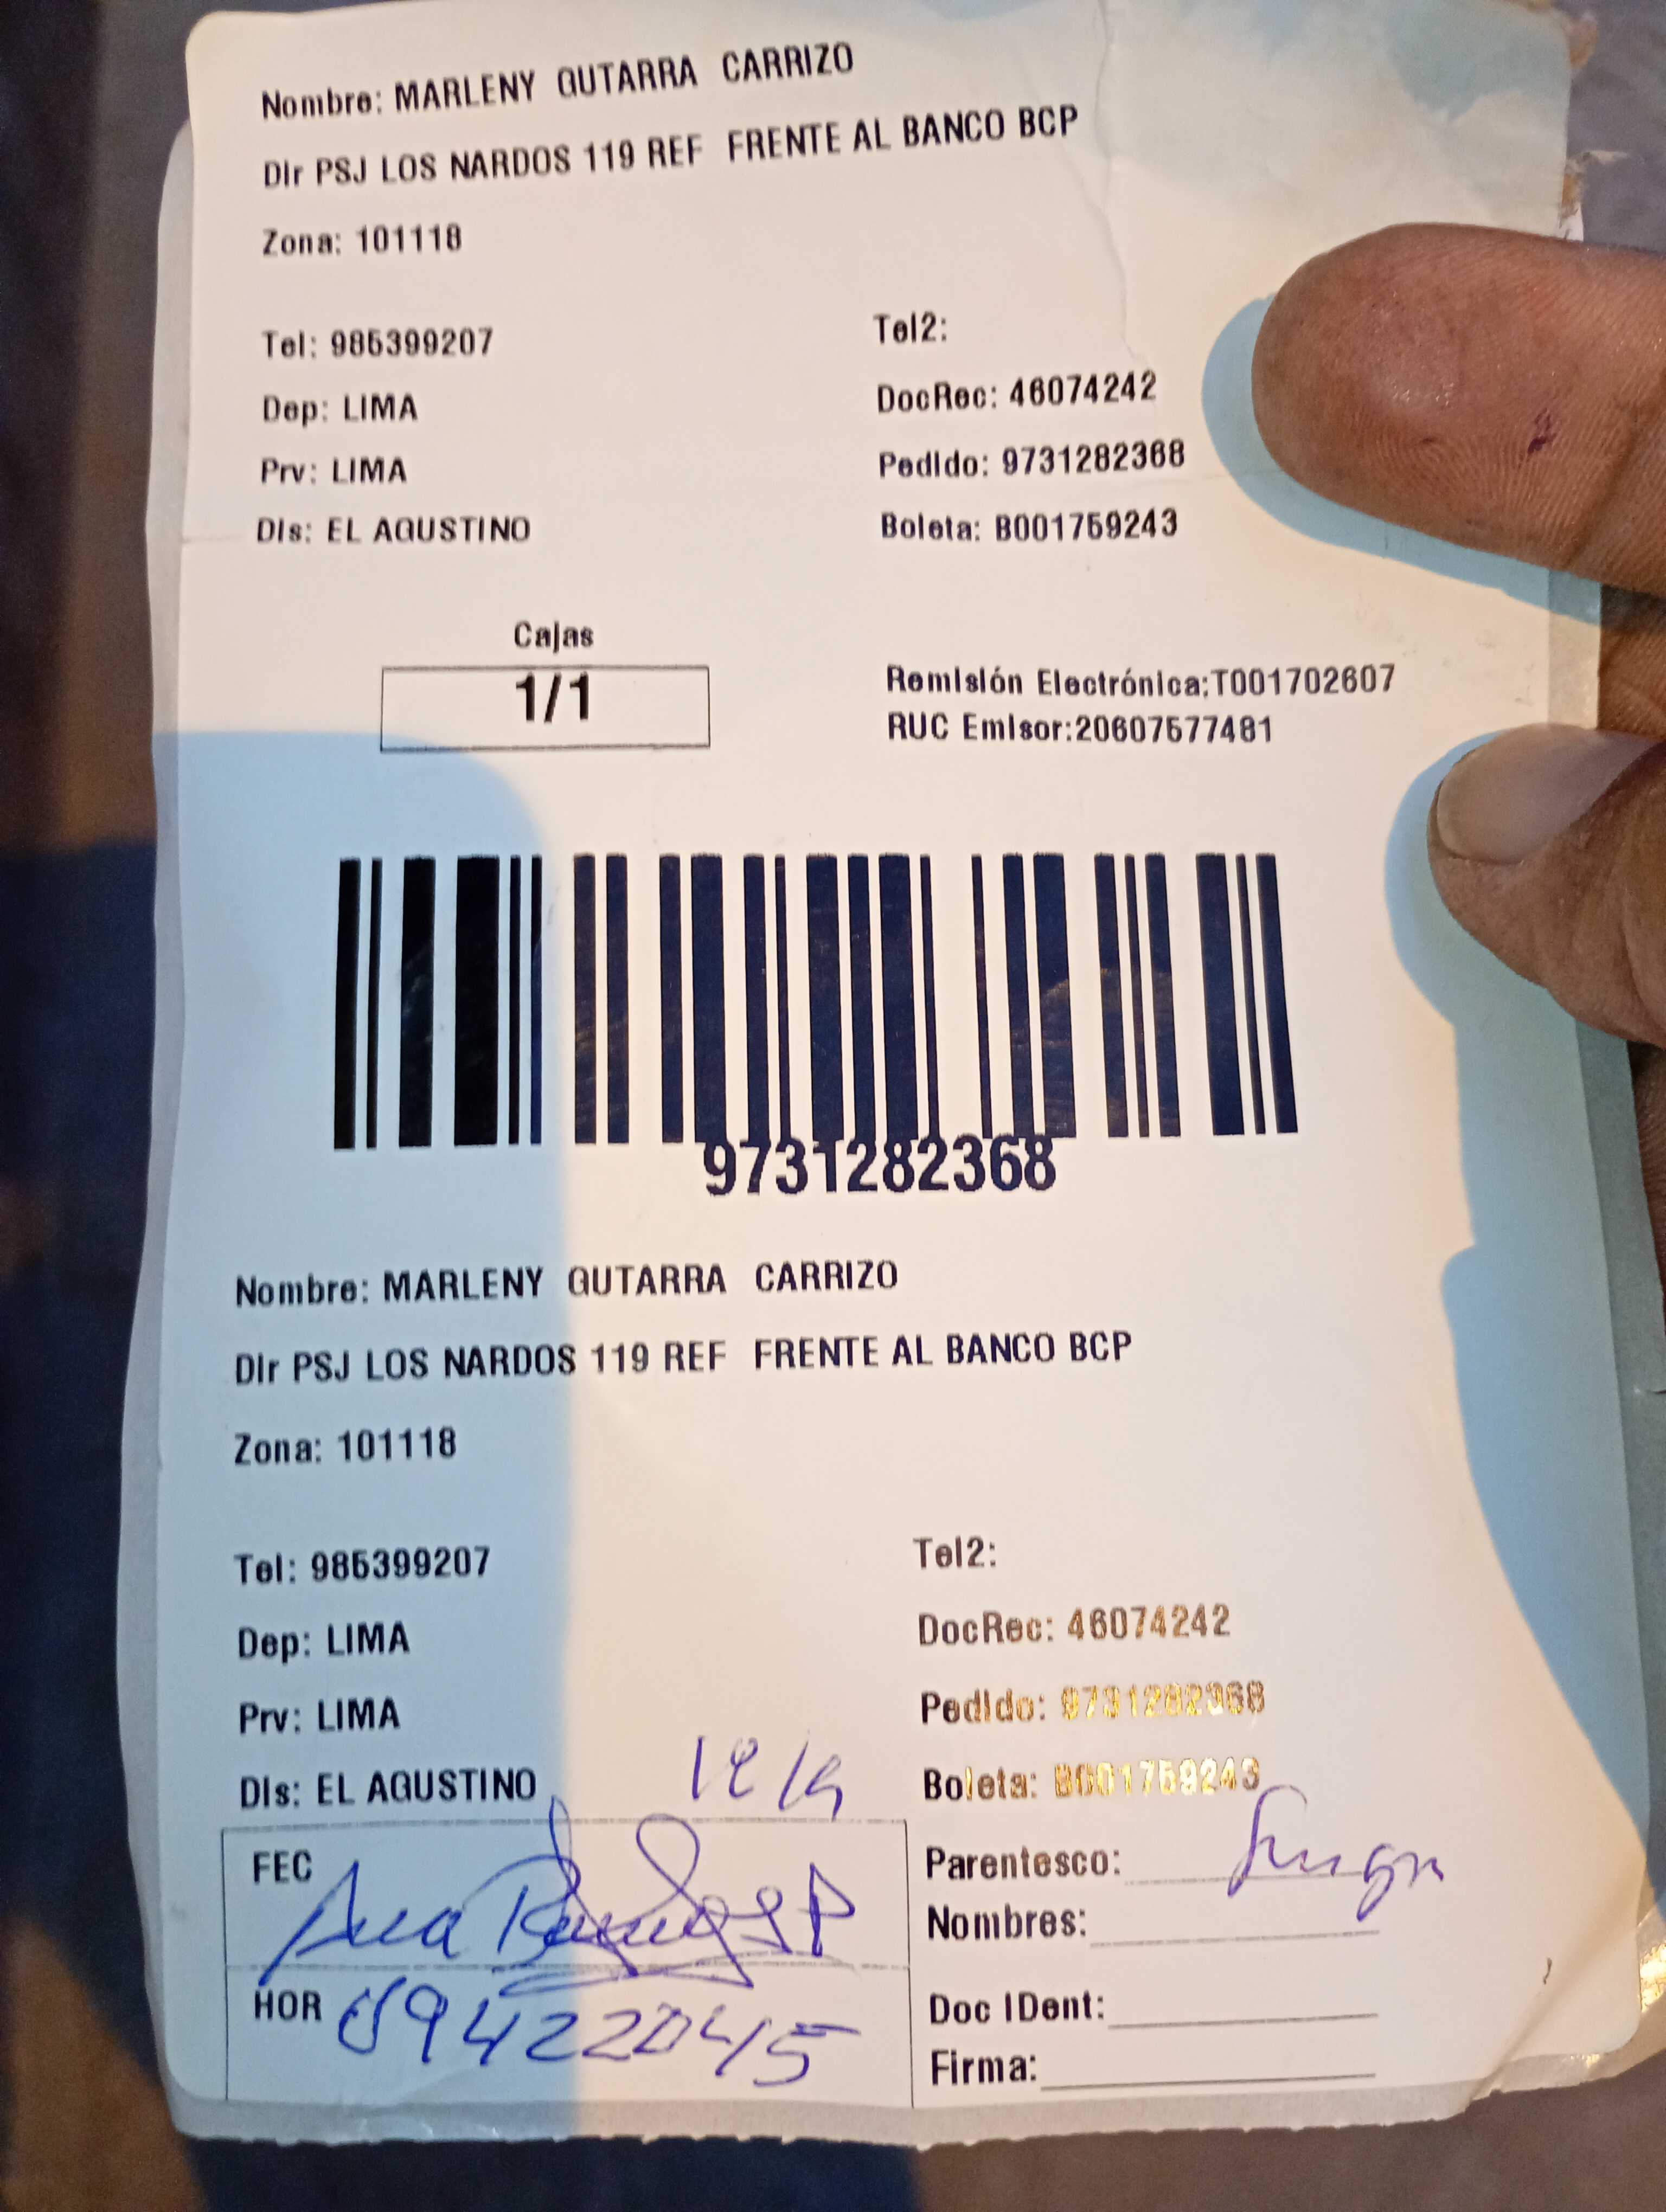 Nombre: MARLENY GUTARRA CARRIZO
Dir PSJ LOS NARDOS 119 REF FRENTE AL BANCO BCP
Zona: 101118
Tel: 985399207
Tel2:
Dep: LIMA
DocRec: 46074242
Prv: LIMA
Pedido: 9731282368
Dis: EL AGUSTINO
Boleta: B001759243
Cajas
1/1
Remisión Electrónica:T001702607
RUC Emisor:20607577481
9731282368
Nombre: MARLENY GUTARRA CARRIZO
Dir PSJ LOS NARDOS 119 REF FRENTE AL BANCO BCP
Zona: 101118
Tel: 985399207
Tel2:
Dep: LIMA
DocRec: 46074242
Prv: LIMA
Pedido: 9731282368
Dis: EL AGUSTINO
Boleta: B001759243
FEC
Parentesco:
Nombres:
HOR
Doc IDent:
Firma: